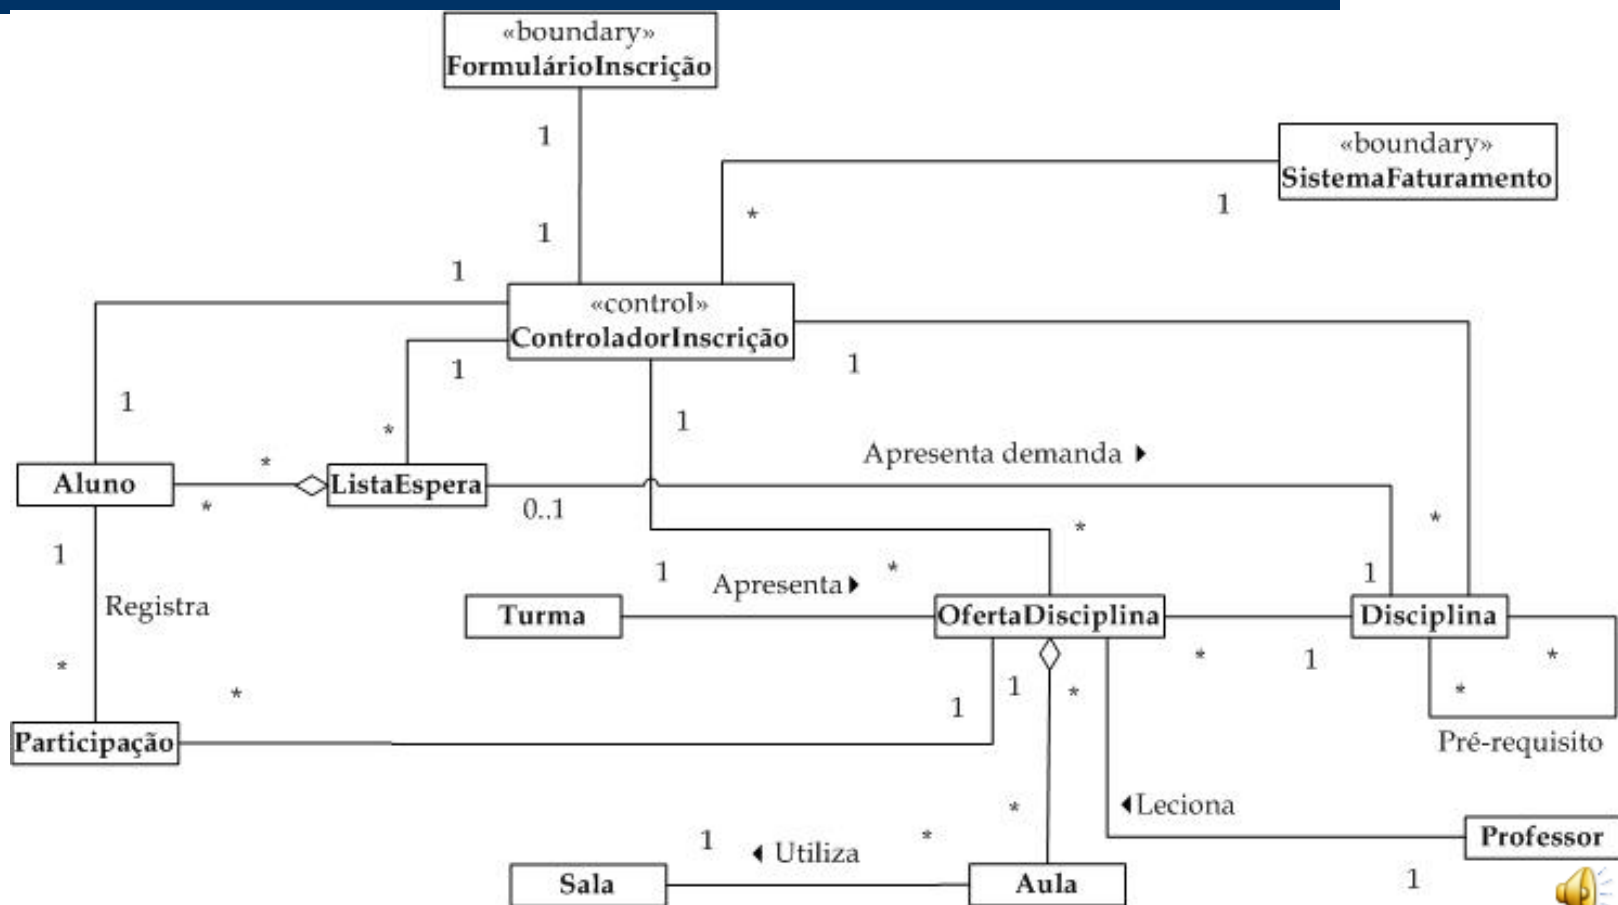 «boundary»
FormulárioInscrição
1
«boundary»
SistemaFaturamento
1
*
1
1
«control»
ControladorInscrição
1
1
1
*
1
Apresenta demanda
*
Aluno
*
ListaEspera
0..1
*
*
1
Registra
*
*
1
Apresenta
*
1
Turma
OfertaDisciplina
Disciplina
*
1
*
*
1
*
1
Participação
Pré-requisito
*
Leciona
Professor
1
1
Utiliza
*
Sala
Aula